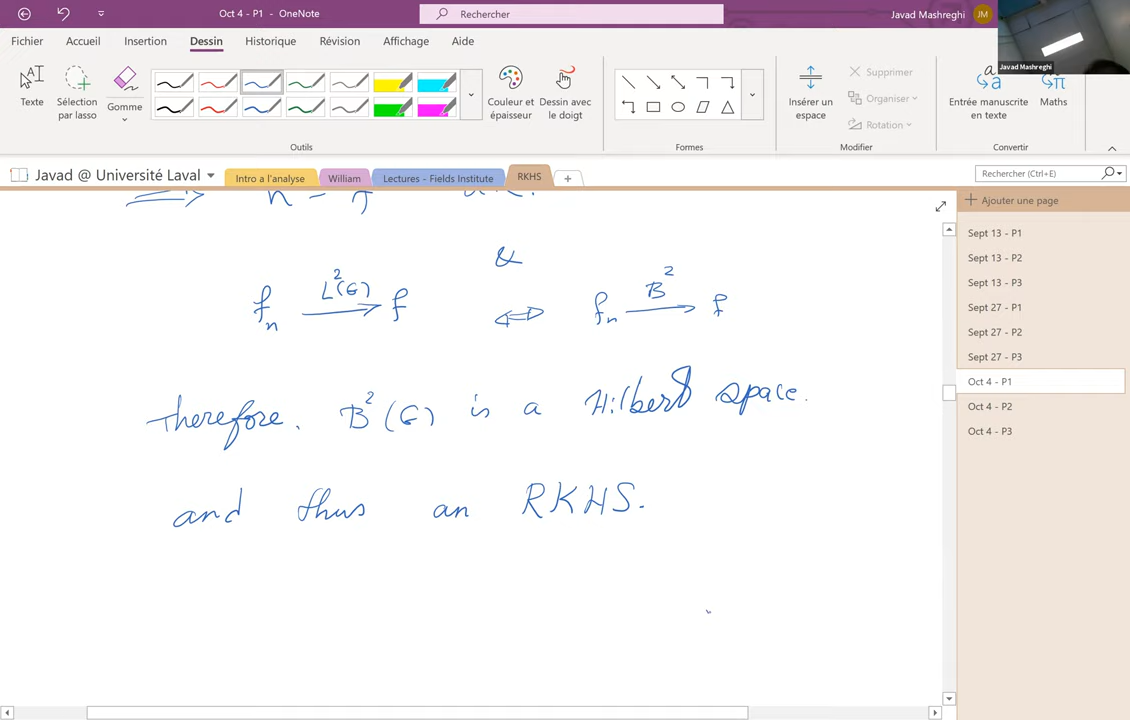 Oct 4 - P1 - OneNote
Rechercher
Javad Mashreghi
JM
Javad Mashreghi
Fichier
Accueil
Insertion
Dessin
Historique
Révision
Affichage
Aide
Texte
Sélection par lasso
Gomme
Couleur et épaisseur
Dessin avec le doigt
Insérer un espace
Supprimer
Organiser
Rotation
Entrée manuscrite en texte
Maths
Outils
Formes
Modifier
Convertir
Javad @ Université Laval
Intro a l'analyse
William
Lectures - Fields Institute
RKHS
Rechercher (Ctrl+E)
Ajouter une page
Sept 13 - P1
Sept 13 - P2
Sept 13 - P3
Sept 27 - P1
Sept 27 - P2
Sept 27 - P3
Oct 4 - P1
Oct 4 - P2
Oct 4 - P3
&
fₙ —L²(G)→ f ⟺ fₙ —B²→ f
therefore. B²(G) is a Hilbert space.
and thus an RKHS.